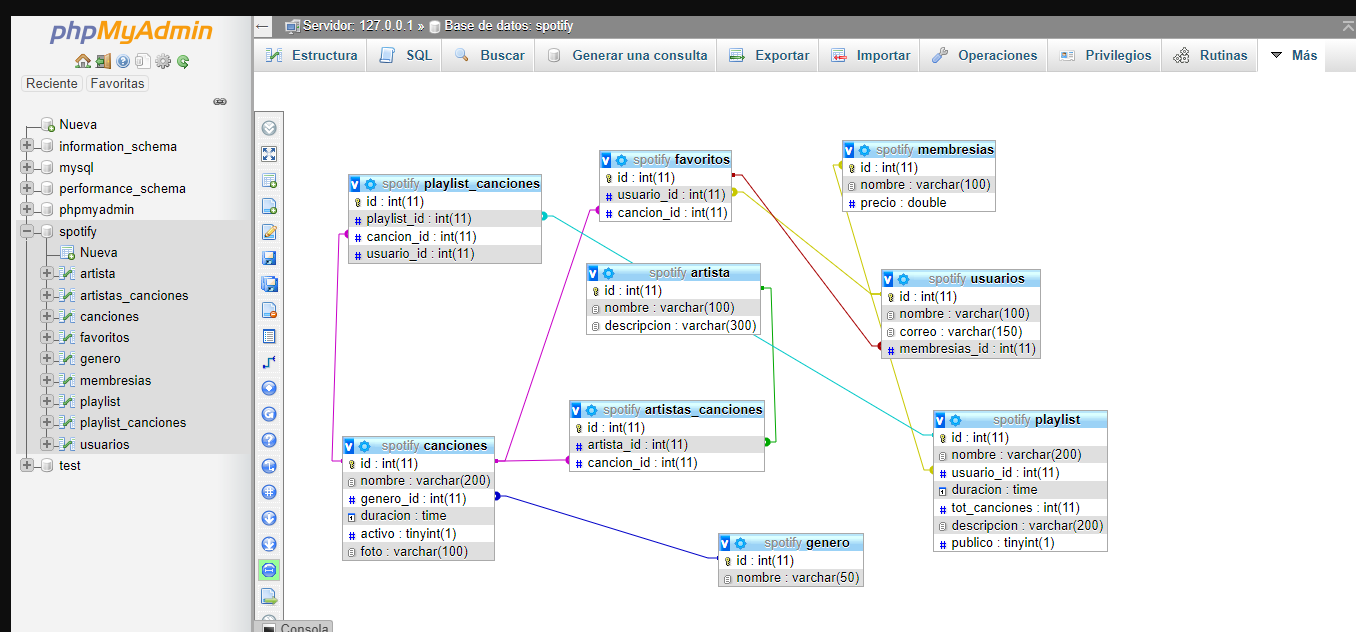 phpMyAdmin
Reciente Favoritas
Nueva
information_schema
mysql
performance_schema
phpmyadmin
spotify
Nueva
artista
artistas_canciones
canciones
favoritos
genero
membresias
playlist
playlist_canciones
usuarios
test
Servidor: 127.0.0.1 » Base de datos: spotify
Estructura SQL Buscar Generar una consulta Exportar Importar Operaciones Privilegios Rutinas Más
spotify playlist_canciones
id : int(11)
# playlist_id : int(11)
# cancion_id : int(11)
# usuario_id : int(11)
spotify favoritos
id : int(11)
# usuario_id : int(11)
# cancion_id : int(11)
spotify membresias
id : int(11)
nombre : varchar(100)
# precio : double
spotify artista
id : int(11)
nombre : varchar(100)
descripcion : varchar(300)
spotify usuarios
id : int(11)
nombre : varchar(100)
correo : varchar(150)
# membresias_id : int(11)
spotify canciones
id : int(11)
nombre : varchar(200)
# genero_id : int(11)
duracion : time
# activo : tinyint(1)
foto : varchar(100)
spotify artistas_canciones
id : int(11)
# artista_id : int(11)
# cancion_id : int(11)
spotify playlist
id : int(11)
nombre : varchar(200)
# usuario_id : int(11)
duracion : time
# tot_canciones : int(11)
descripcion : varchar(200)
# publico : tinyint(1)
spotify genero
id : int(11)
nombre : varchar(50)
Consola